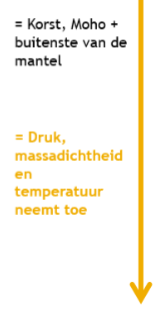 = Korst, Moho +
buitenste van de
mantel
= Druk,
massadichtheid
en
temperatuur
neemt toe